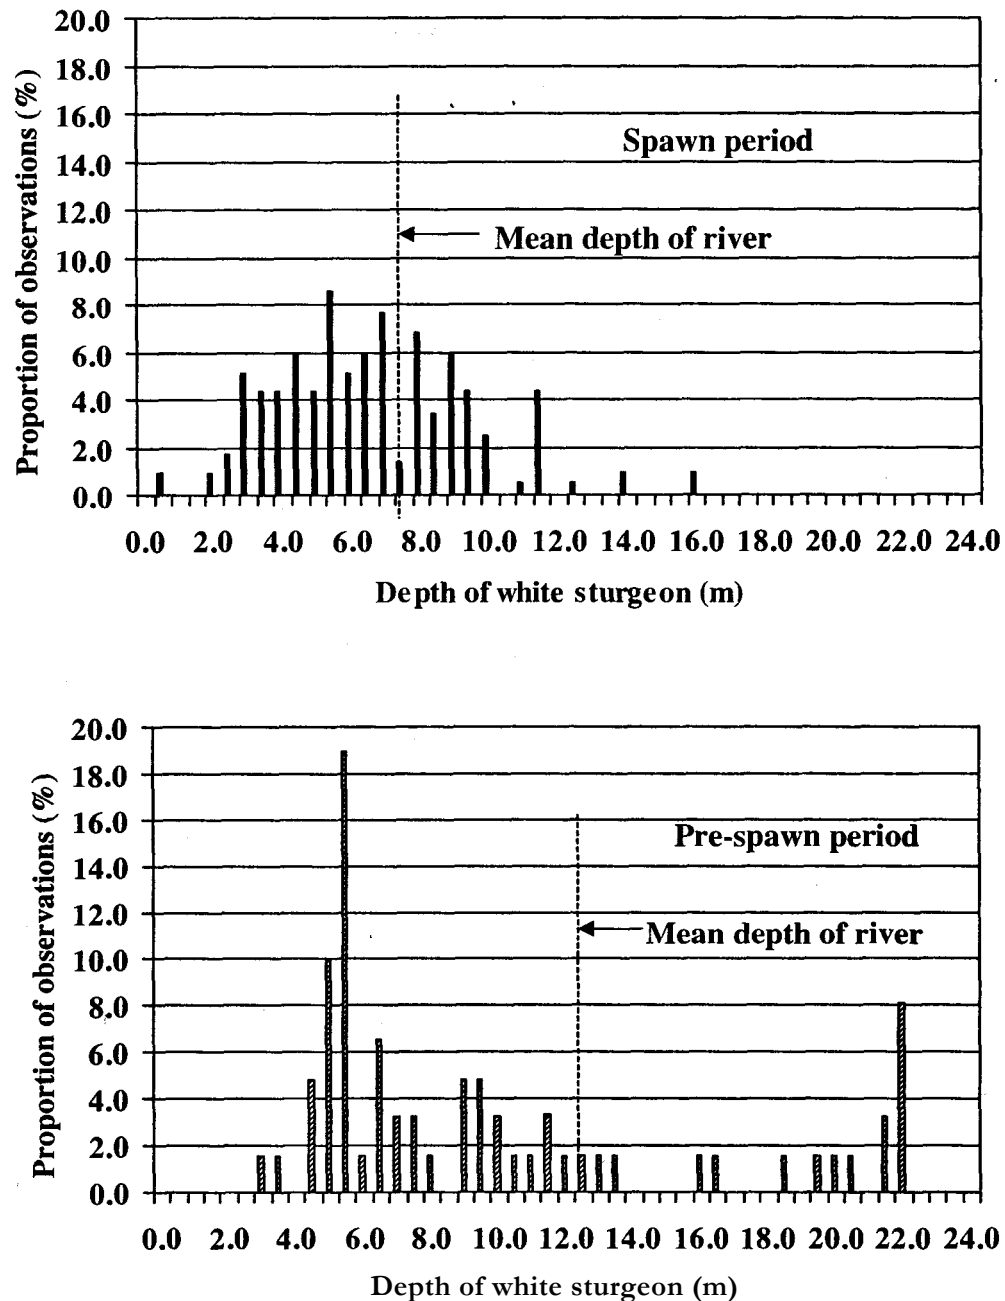 20.0
18.0
16.0
14.0
12.0
10.0
8.0
6.0
4.0
2.0
0.0
Proportion of observations (%)
Spawn period
Mean depth of river
0.0 2.0 4.0 6.0 8.0 10.0 12.0 14.0 16.0 18.0 20.0 22.0 24.0
Depth of white sturgeon (m)
20.0
18.0
16.0
14.0
12.0
10.0
8.0
6.0
4.0
2.0
0.0
Proportion of observations (%)
Pre-spawn period
Mean depth of river
0.0 2.0 4.0 6.0 8.0 10.0 12.0 14.0 16.0 18.0 20.0 22.0 24.0
Depth of white sturgeon (m)